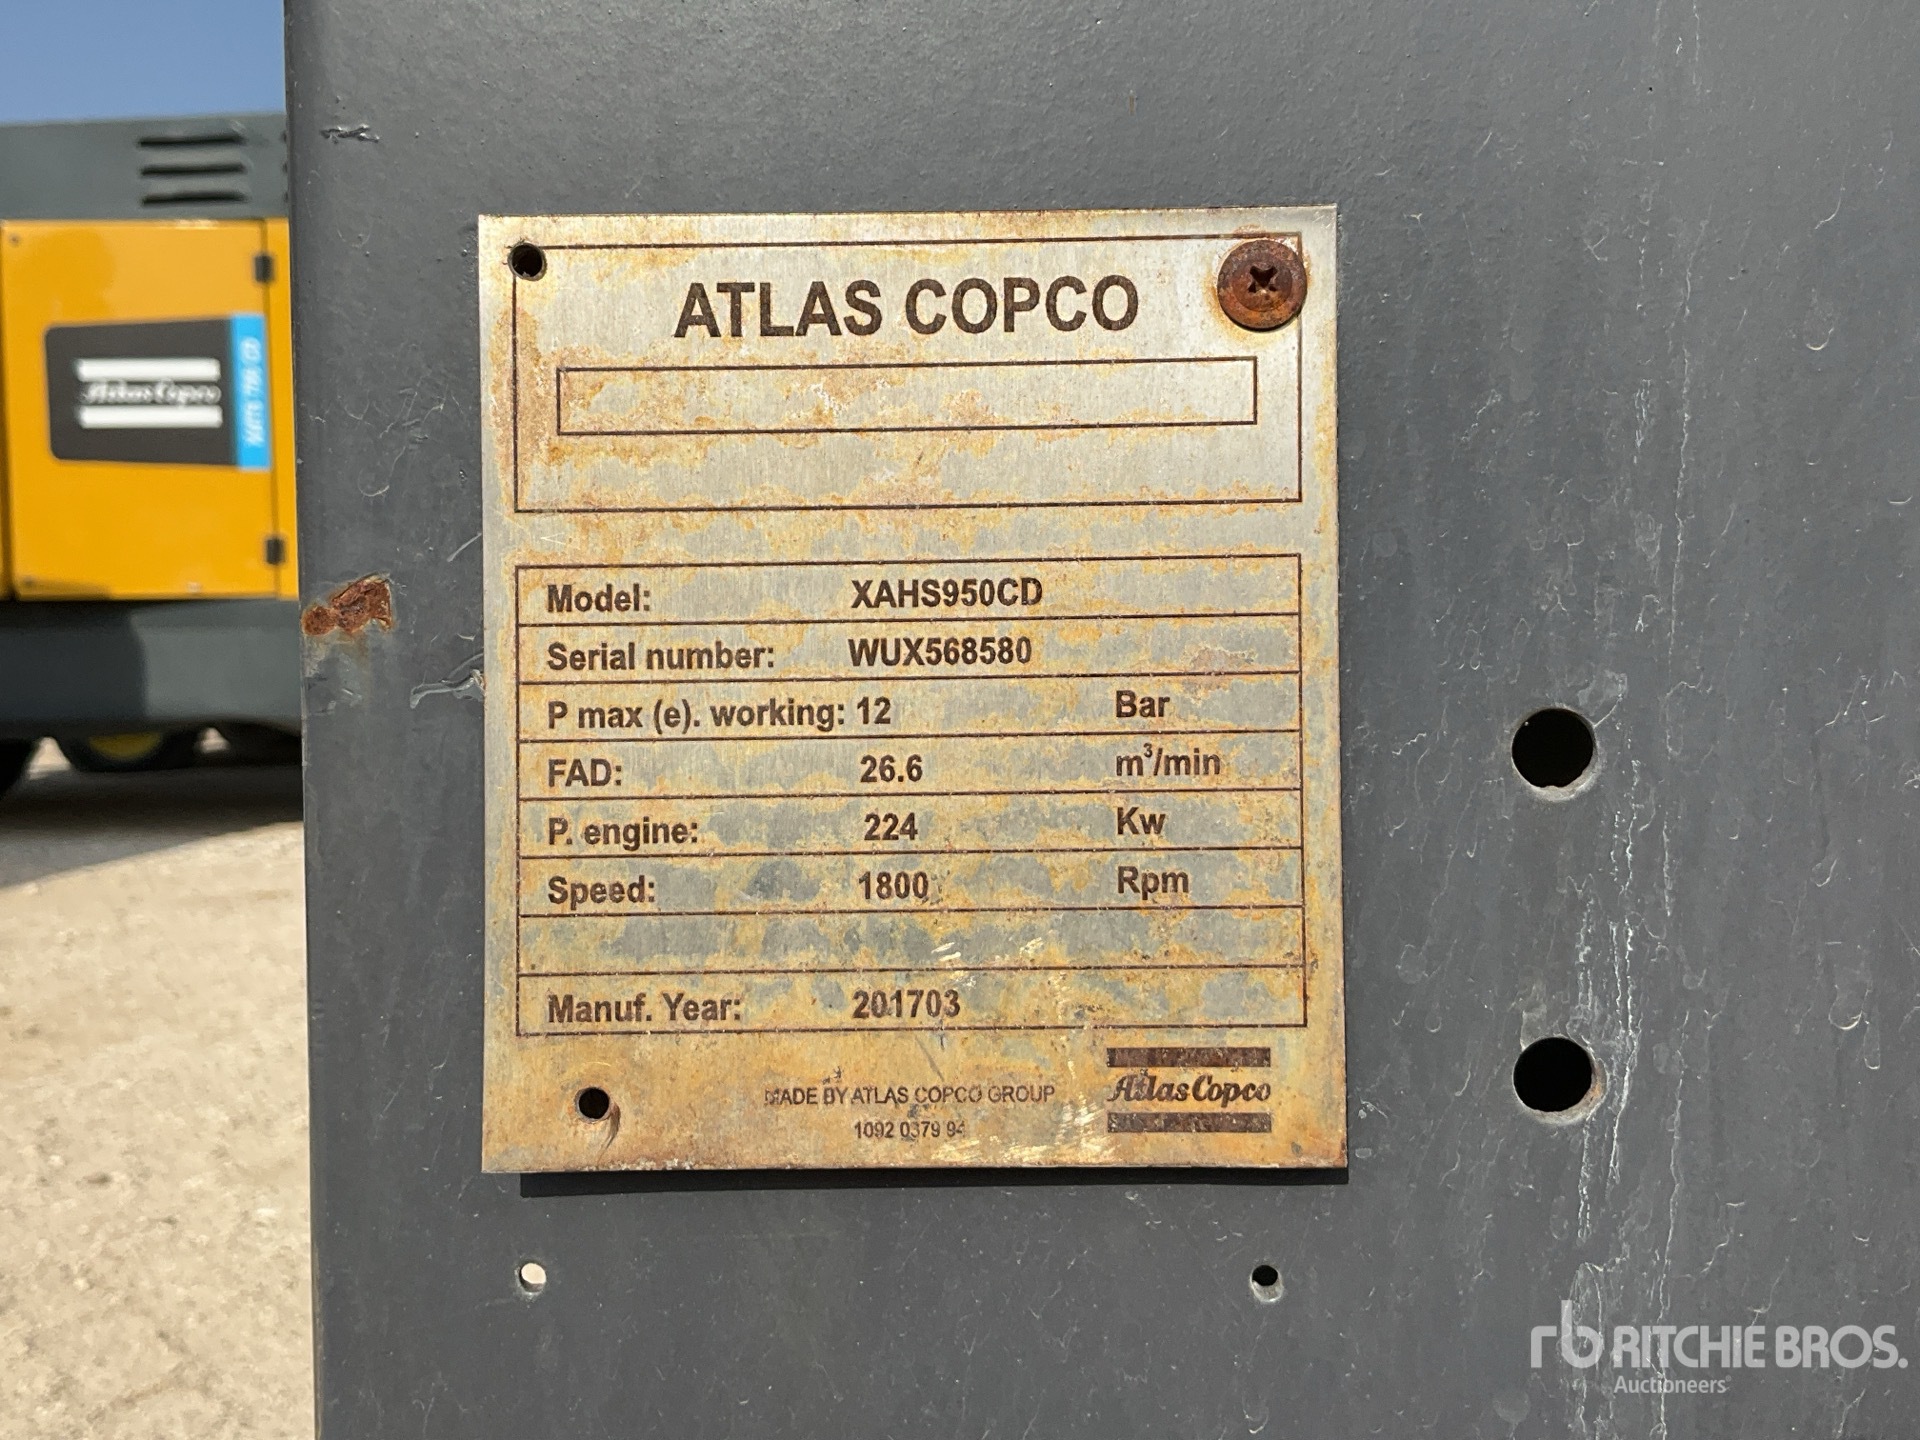 ATLAS COPCO
Model: XAHS950CD
Serial number: WUX568580
P max (e). working: 12 Bar
FAD: 26.6 m³/min
P. engine: 224 Kw
Speed: 1800 Rpm
Manuf. Year: 201703
MADE BY ATLAS COPCO GROUP
1092 0379 94
Atlas Copco
Atlas Copco
rb RITCHIE BROS.
Auctioneers